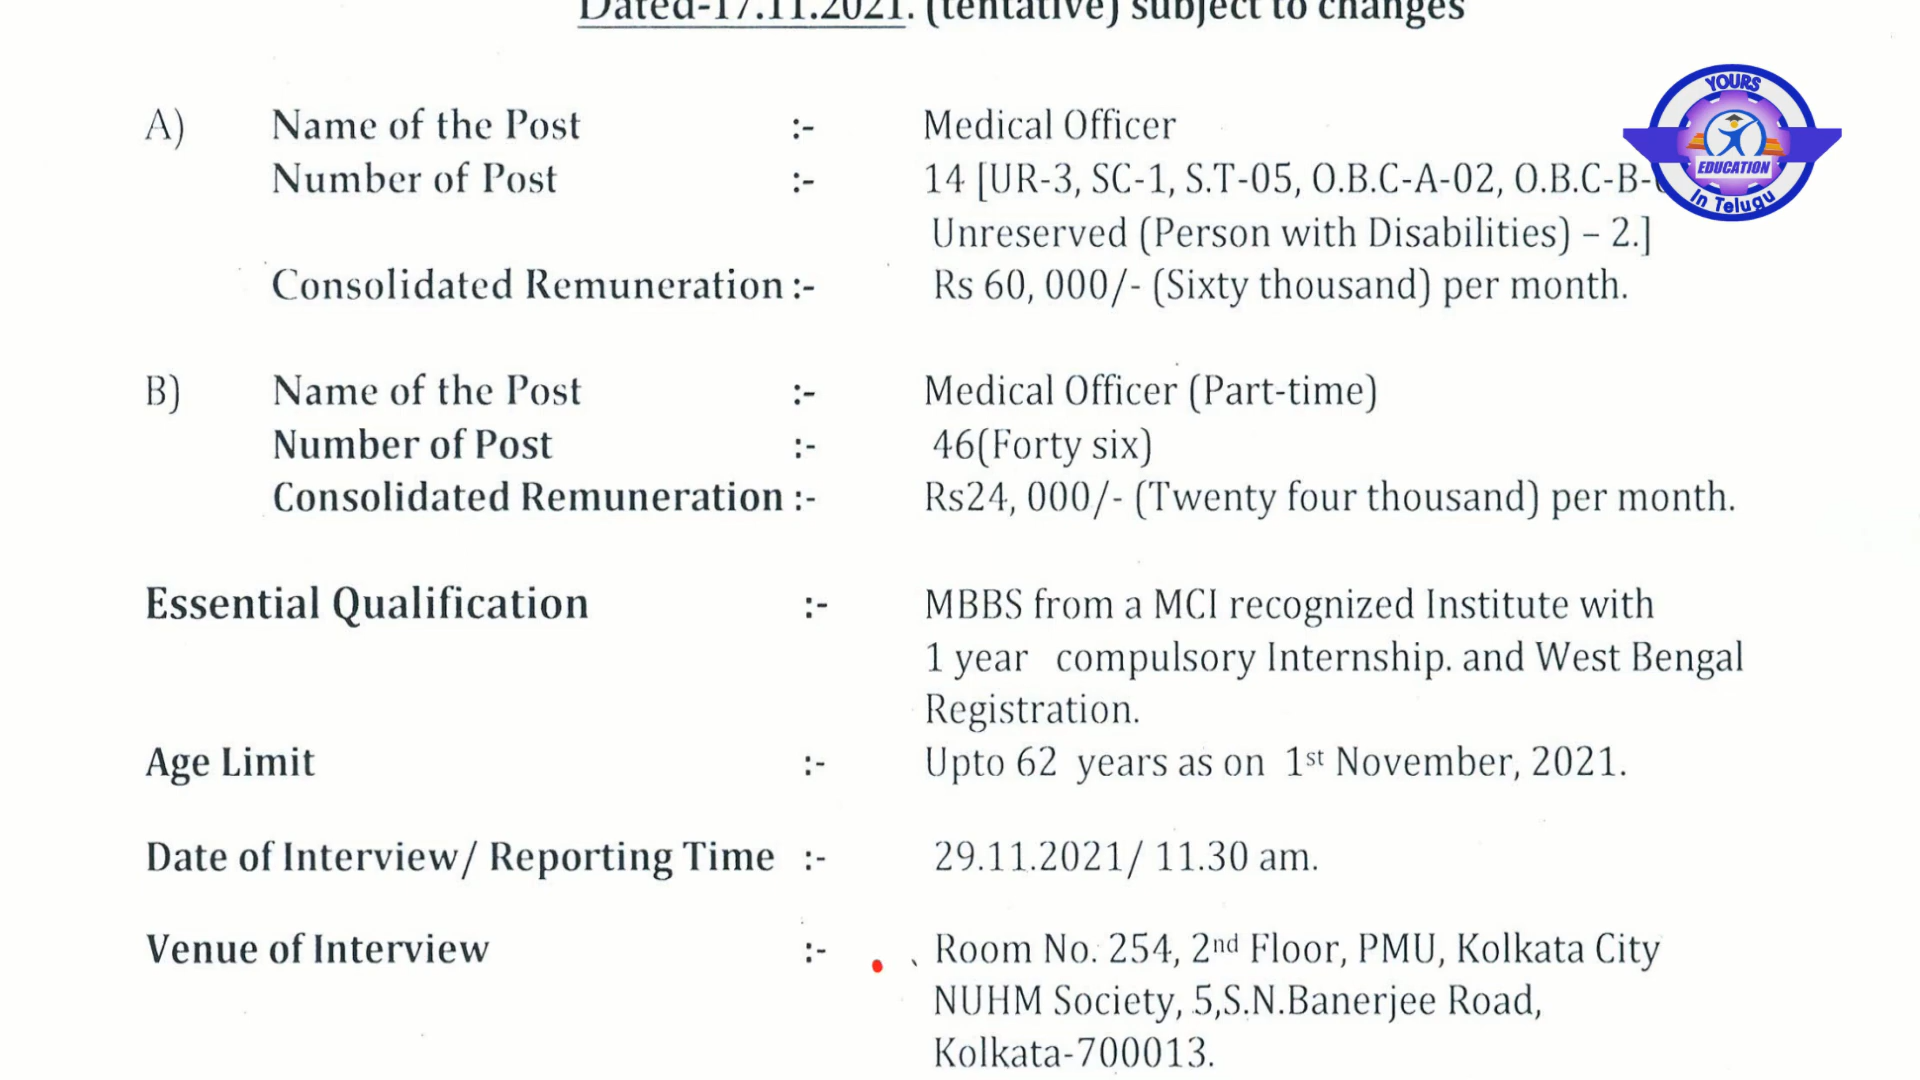 Dated-17.11.2021. (tentative) subject to changes
A) Name of the Post :- Medical Officer
Number of Post :- 14 [UR-3, SC-1, S.T-05, O.B.C-A-02, O.B.C-B-
Unreserved (Person with Disabilities) – 2.]
Consolidated Remuneration :- Rs 60, 000/- (Sixty thousand) per month.
B) Name of the Post :- Medical Officer (Part-time)
Number of Post :- 46(Forty six)
Consolidated Remuneration :- Rs24, 000/- (Twenty four thousand) per month.
Essential Qualification :- MBBS from a MCI recognized Institute with
1 year compulsory Internship. and West Bengal
Registration.
Age Limit :- Upto 62 years as on 1st November, 2021.
Date of Interview/ Reporting Time :- 29.11.2021/ 11.30 am.
Venue of Interview :- Room No. 254, 2nd Floor, PMU, Kolkata City
NUHM Society, 5,S.N.Banerjee Road,
Kolkata-700013.
YOURS
EDUCATION
In Telugu